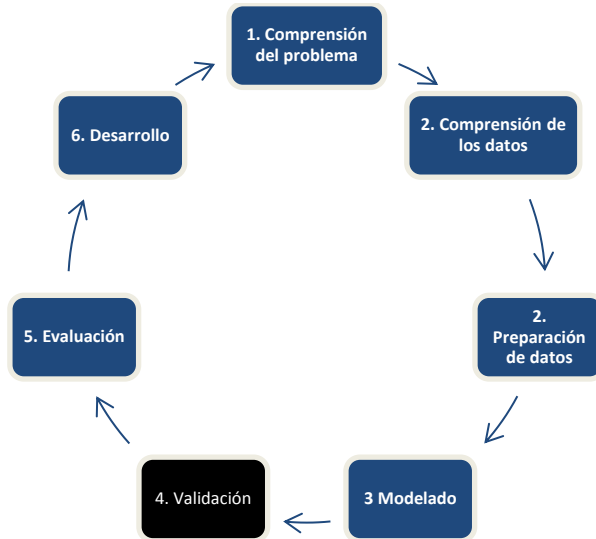 1. Comprensión
del problema
2. Comprensión de
los datos
2.
Preparación
de datos
3 Modelado
4. Validación
5. Evaluación
6. Desarrollo